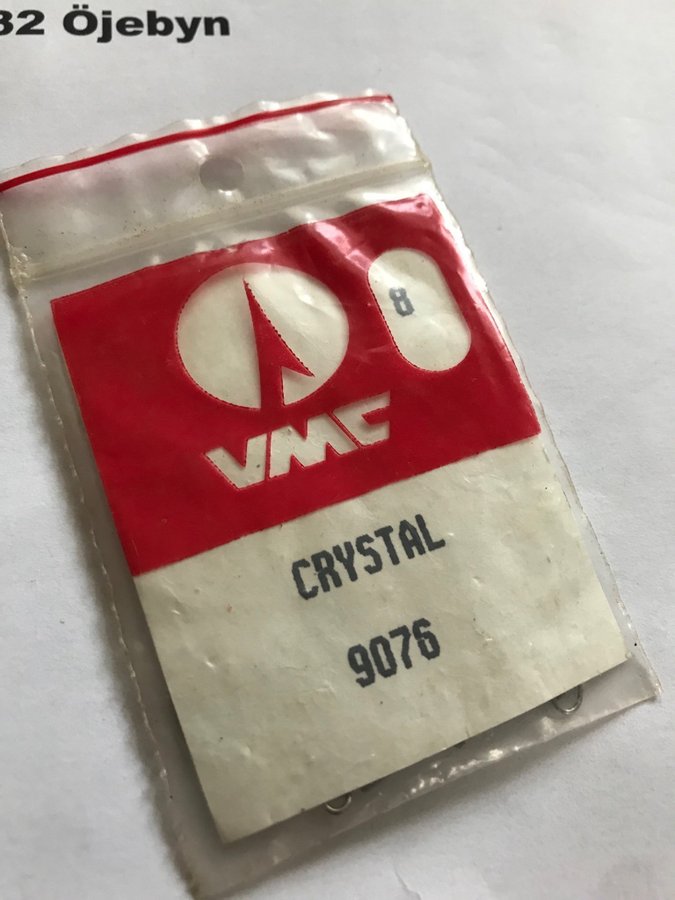 32 Öjebyn
8
VMC
CRYSTAL
9076